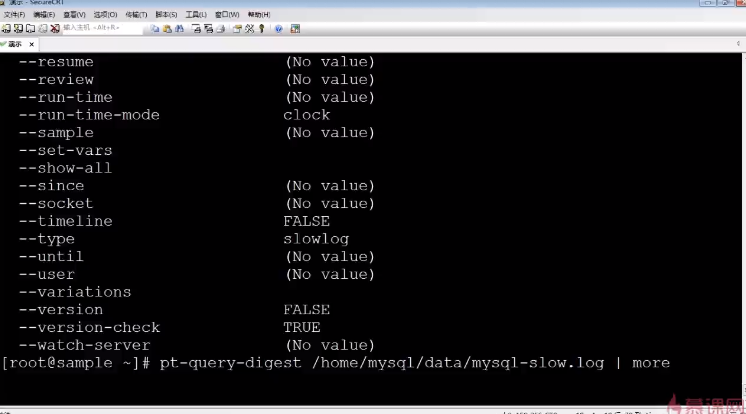 演示 - SecureCRT
文件(F) 编辑(E) 查看(V) 选项(O) 传输(T) 脚本(S) 工具(L) 窗口(W) 帮助(H)
输入主机 <Alt+R>
演示
--resume (No value)
--review (No value)
--run-time (No value)
--run-time-mode clock
--sample (No value)
--set-vars
--show-all
--since (No value)
--socket (No value)
--timeline FALSE
--type slowlog
--until (No value)
--user (No value)
--variations
--version FALSE
--version-check TRUE
--watch-server (No value)
[root@sample ~]# pt-query-digest /home/mysql/data/mysql-slow.log | more
慕课网